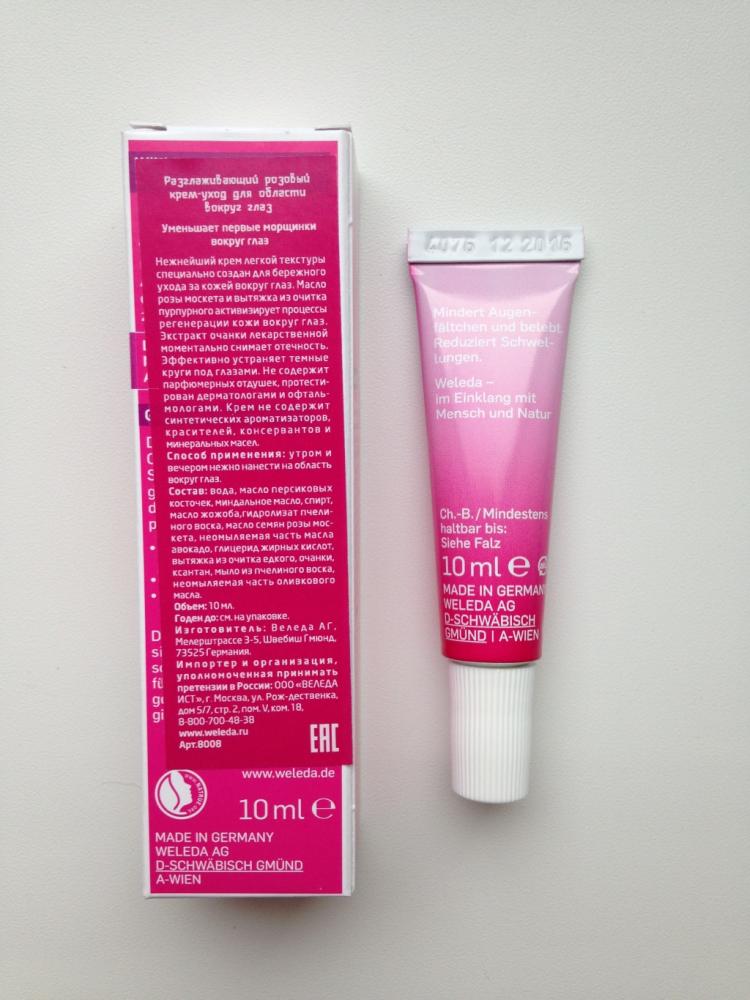 Разглаживающий розовый
крем-уход для области
вокруг глаз
Уменьшает первые морщинки
вокруг глаз
Нежнейший крем легкой текстуры
специально создан для бережного
ухода за кожей вокруг глаз. Масло
розы москета и вытяжка из очитка
пурпурного активизирует процессы
регенерации кожи вокруг глаз.
Экстракт очанки лекарственной
моментально снимает отечность.
Эффективно устраняет темные
круги под глазами. Не содержит
парфюмерных отдушек, протести-
рован дерматологами и офталь-
мологами. Крем не содержит
синтетических ароматизаторов,
красителей, консервантов и
минеральных масел.
Способ применения: утром и
вечером нежно нанести на область
вокруг глаз.
Состав: вода, масло персиковых
косточек, миндальное масло, спирт,
масло жожоба,гидролизат пчели-
ного воска, масло семян розы мос-
кета, неомыляемая часть масла
авокадо, глицерид жирных кислот,
вытяжка из очитка едкого, очанки,
ксантан, мыло из пчелиного воска,
неомыляемая часть оливкового
масла.
Объем: 10 мл.
Годен до: см. на упаковке.
Изготовитель: Веледа АГ,
Мелерштрассе 3-5, Швебиш Гмюнд,
73525 Германия.
Импортер и организация,
уполномоченная принимать
претензии в России: ООО «ВЕЛЕДА
ИСТ», г. Москва, ул. Рож-дественка,
дом 5/7, стр. 2, пом. V, ком. 18,
8-800-700-48-38
www.weleda.ru
Арт.8008
EAC
www.weleda.de
10 ml e
MADE IN GERMANY
WELEDA AG
D-SCHWÄBISCH GMÜND
A-WIEN
12 2016
Mindert Augen-
fältchen und belebt.
Reduziert Schwel-
lungen.
Weleda –
im Einklang mit
Mensch und Natur
Ch.-B./Mindestens
haltbar bis:
Siehe Falz
10 ml e
MADE IN GERMANY
WELEDA AG
D-SCHWÄBISCH
GMÜND | A-WIEN